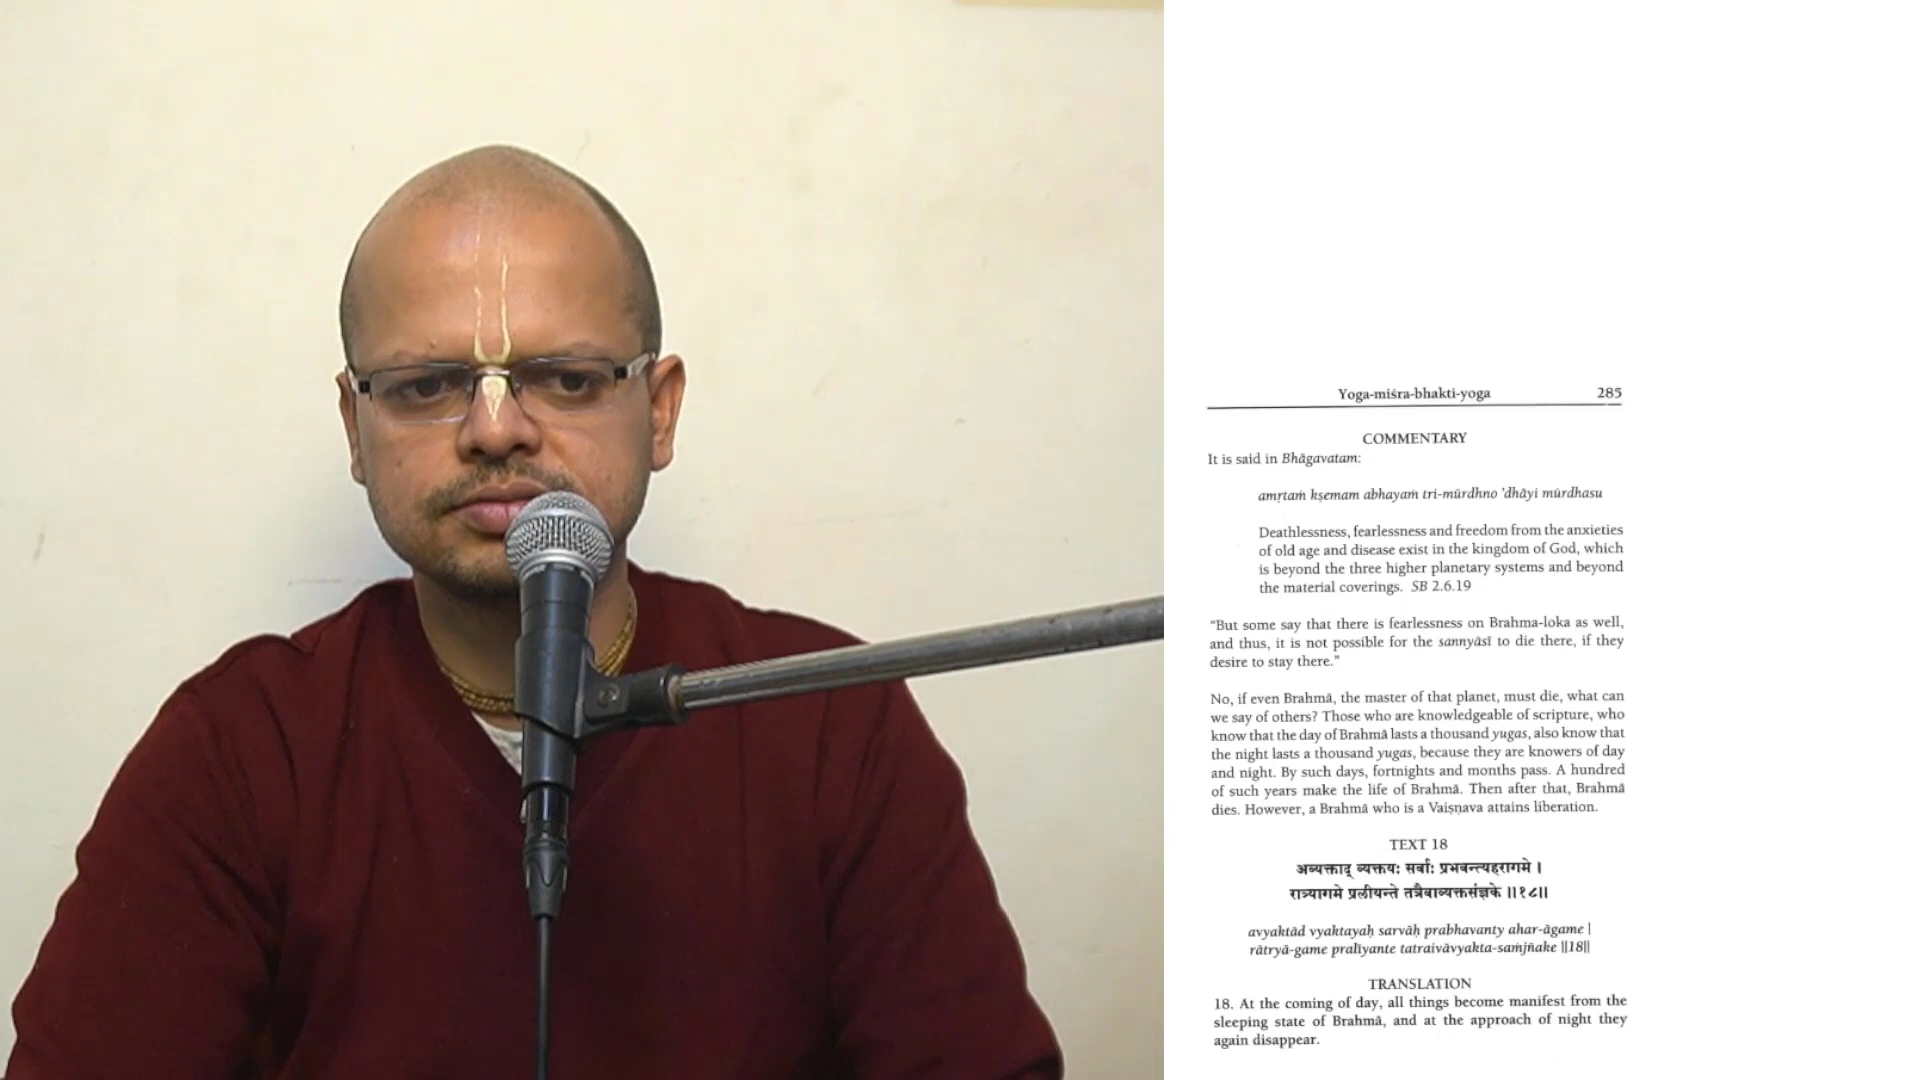 Yoga-miśra-bhakti-yoga 285
COMMENTARY
It is said in Bhāgavatam:
amṛtaṁ kṣemam abhayaṁ tri-mūrdhno 'dhāyi mūrdhasu
Deathlessness, fearlessness and freedom from the anxieties
of old age and disease exist in the kingdom of God, which
is beyond the three higher planetary systems and beyond
the material coverings. SB 2.6.19
"But some say that there is fearlessness on Brahma-loka as well,
and thus, it is not possible for the sannyāsī to die there, if they
desire to stay there."
No, if even Brahmā, the master of that planet, must die, what can
we say of others? Those who are knowledgeable of scripture, who
know that the day of Brahmā lasts a thousand yugas, also know that
the night lasts a thousand yugas, because they are knowers of day
and night. By such days, fortnights and months pass. A hundred
of such years make the life of Brahmā. Then after that, Brahmā
dies. However, a Brahmā who is a Vaiṣṇava attains liberation.
TEXT 18
अव्यक्ताद् व्यक्तयः सर्वाः प्रभवन्त्यहरागमे ।
रात्र्यागमे प्रलीयन्ते तत्रैवाव्यक्तसंज्ञके ॥१८॥
avyaktād vyaktayaḥ sarvāḥ prabhavanty ahar-āgame |
rātryā-game pralīyante tatraivāvyakta-saṁjñake ||18||
TRANSLATION
18. At the coming of day, all things become manifest from the
sleeping state of Brahmā, and at the approach of night they
again disappear.